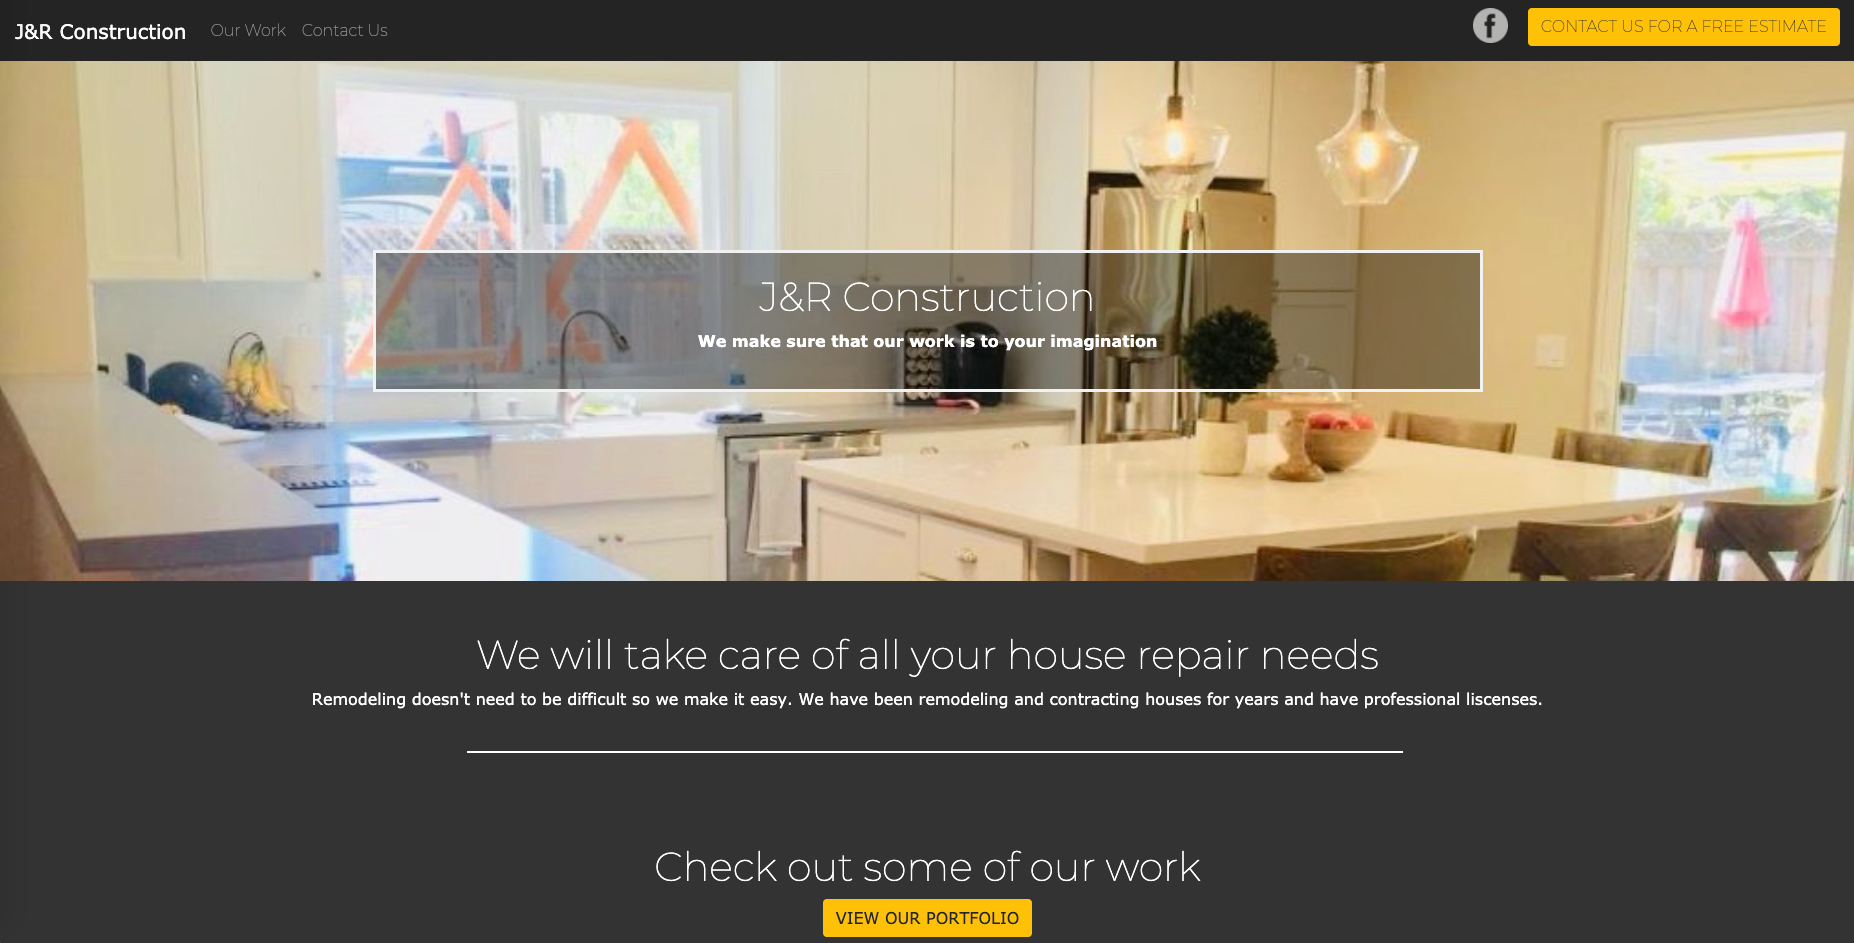 J&R Construction
Our Work
Contact Us
CONTACT US FOR A FREE ESTIMATE
J&R Construction
We make sure that our work is to your imagination
We will take care of all your house repair needs
Remodeling doesn't need to be difficult so we make it easy. We have been remodeling and contracting houses for years and have professional liscenses.
Check out some of our work
VIEW OUR PORTFOLIO